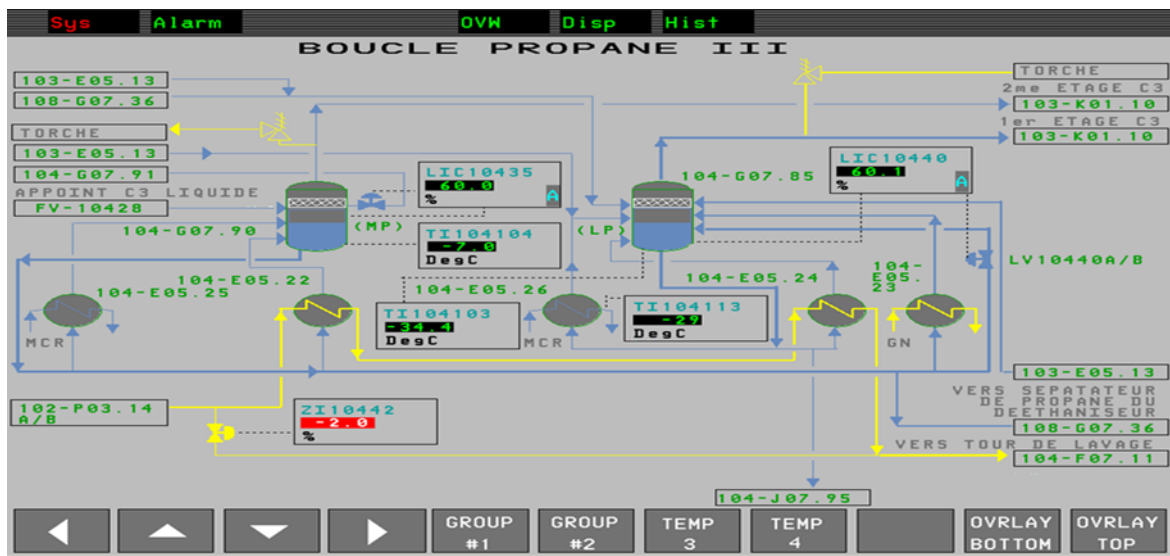 Sys Alarm OVW Disp Hist
BOUCLE PROPANE III
103-E05.13
108-G07.36
TORCHE
103-E05.13
104-G07.91
APPOINT C3 LIQUIDE
FV-10428
104-G07.90
(MP)
LIC10435
60.0
%
A
TI104104
-7.0
DegC
104-E05.22
104-E05.25
MCR
TI104103
-34.4
DegC
104-E05.26
MCR
(LP)
104-G07.85
TI104113
-29
DegC
104-E05.24
LIC10440
60.1
%
A
104-
E05.
23
GN
LV10440A/B
TORCHE
2me ETAGE C3
103-K01.10
1er ETAGE C3
103-K01.10
102-P03.14
A/B
ZI10442
-2.0
%
103-E05.13
VERS SEPATATEUR
DE PROPANE DU
DEETHANISEUR
108-G07.36
VERS TOUR DE LAVAGE
104-F07.11
104-J07.95
GROUP
#1
GROUP
#2
TEMP
3
TEMP
4
OVRLAY
BOTTOM
OVRLAY
TOP